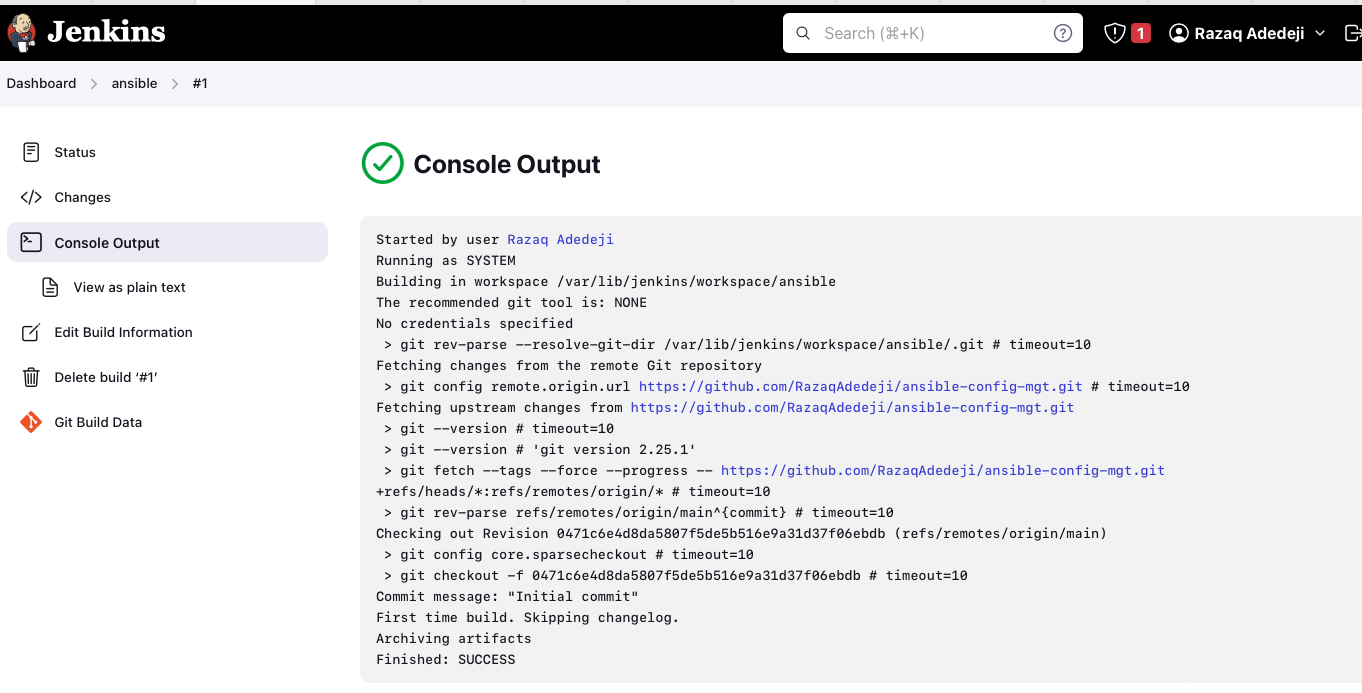 Jenkins
Search (⌘+K)
1
Razaq Adedeji
Dashboard
ansible
#1
Status
Changes
Console Output
View as plain text
Edit Build Information
Delete build ‘#1’
Git Build Data
Console Output
Started by user Razaq Adedeji
Running as SYSTEM
Building in workspace /var/lib/jenkins/workspace/ansible
The recommended git tool is: NONE
No credentials specified
> git rev-parse --resolve-git-dir /var/lib/jenkins/workspace/ansible/.git # timeout=10
Fetching changes from the remote Git repository
> git config remote.origin.url https://github.com/RazaqAdedeji/ansible-config-mgt.git # timeout=10
Fetching upstream changes from https://github.com/RazaqAdedeji/ansible-config-mgt.git
> git --version # timeout=10
> git --version # 'git version 2.25.1'
> git fetch --tags --force --progress -- https://github.com/RazaqAdedeji/ansible-config-mgt.git
+refs/heads/*:refs/remotes/origin/* # timeout=10
> git rev-parse refs/remotes/origin/main^{commit} # timeout=10
Checking out Revision 0471c6e4d8da5807f5de5b516e9a31d37f06ebdb (refs/remotes/origin/main)
> git config core.sparsecheckout # timeout=10
> git checkout -f 0471c6e4d8da5807f5de5b516e9a31d37f06ebdb # timeout=10
Commit message: "Initial commit"
First time build. Skipping changelog.
Archiving artifacts
Finished: SUCCESS